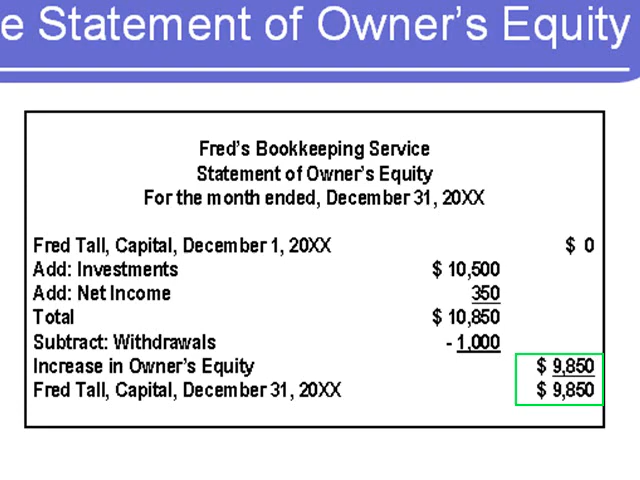 e Statement of Owner's Equity
Fred's Bookkeeping Service
Statement of Owner's Equity
For the month ended, December 31, 20XX
Fred Tall, Capital, December 1, 20XX $ 0
Add: Investments $ 10,500
Add: Net Income 350
Total $ 10,850
Subtract: Withdrawals - 1,000
Increase in Owner's Equity $ 9,850
Fred Tall, Capital, December 31, 20XX $ 9,850